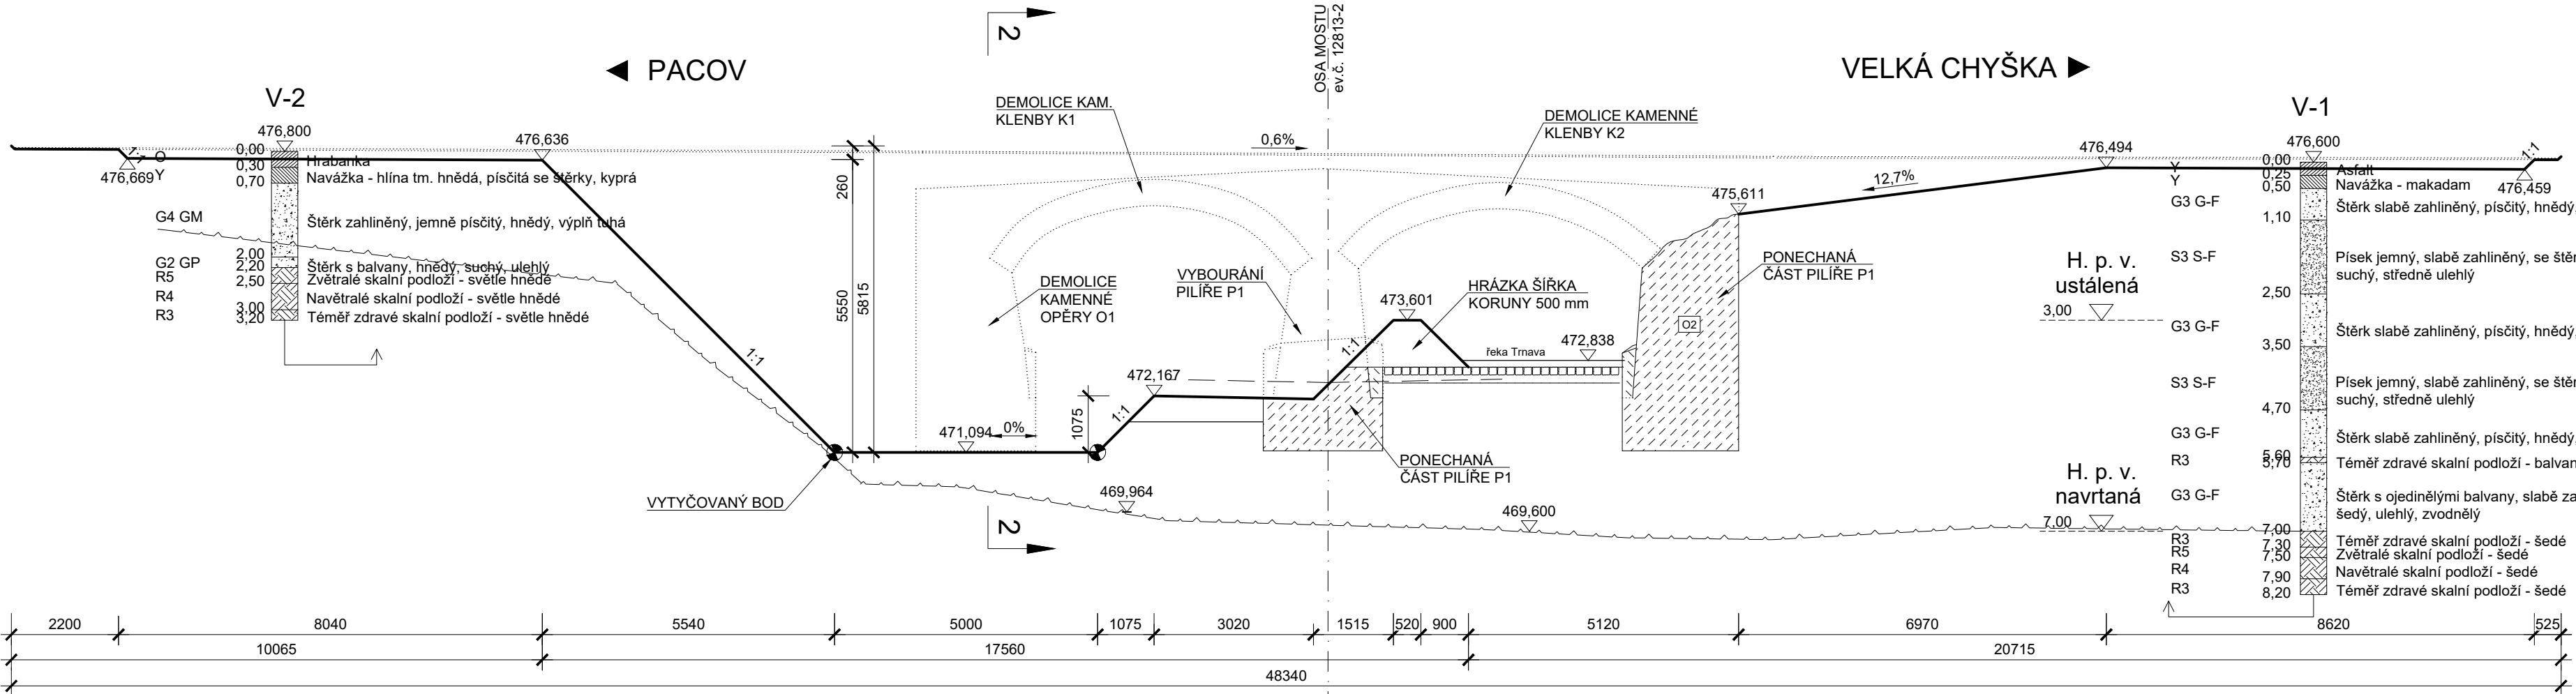 2
OSA MOSTU
ev.č. 128813-2
PACOV
VELKÁ CHYŠKA
V-2
V-1
DEMOLICE KAM.
KLENBY K1
DEMOLICE KAMENNÉ
KLENBY K2
476,800
476,636
0,6%
476,494
476,600
1:1
476,669
1:1
476,459
0,00
O
0,30
Y
0,70
Hrabanka
Navážka - hlína tm. hnědá, písčitá se štěrky, kyprá
G4 GM
Štěrk zahliněný, jemně písčitý, hnědý, výplň tuhá
2,00
G2 GP
2,20
Štěrk s balvany, hnědý, suchý, ulehlý
R5
2,50
Zvětralé skalní podloží - světle hnědé
R4
Navětralé skalní podloží - světle hnědé
3,00
R3
3,20
Téměř zdravé skalní podloží - světle hnědé
260
5550
5815
1:1
12,7%
475,611
DEMOLICE
KAMENNÉ
OPĚRY O1
VYBOURÁNÍ
PILÍŘE P1
HRÁZKA ŠÍŘKA
KORUNY 500 mm
PONECHANÁ
ČÁST PILÍŘE P1
473,601
O2
řeka Trnava
472,838
1:1
472,167
1:1
1075
471,094
0%
VYTYČOVANÝ BOD
PONECHANÁ
ČÁST PILÍŘE P1
469,964
469,600
2
H. p. v.
ustálená
3,00
H. p. v.
navrtaná
7,00
0,00
Y
0,25
Asfalt
Y
0,50
Navážka - makadam
G3 G-F
Štěrk slabě zahliněný, písčitý, hnědý,
1,10
S3 S-F
Písek jemný, slabě zahliněný, se ště
suchý, středně ulehlý
2,50
G3 G-F
Štěrk slabě zahliněný, písčitý, hnědý
3,50
S3 S-F
Písek jemný, slabě zahliněný, se ště
suchý, středně ulehlý
4,70
G3 G-F
Štěrk slabě zahliněný, písčitý, hnědý
5,60
R3
5,70
Téměř zdravé skalní podloží - balvan
G3 G-F
Štěrk s ojedinělými balvany, slabě za
šedý, ulehlý, zvodnělý
7,00
R3
7,30
Téměř zdravé skalní podloží - šedé
R5
7,50
Zvětralé skalní podloží - šedé
R4
7,90
Navětralé skalní podloží - šedé
R3
8,20
Téměř zdravé skalní podloží - šedé
2200 8040 5540 5000 1075 3020 1515 520 900 5120 6970 8620 525
10065 17560 20715
48340